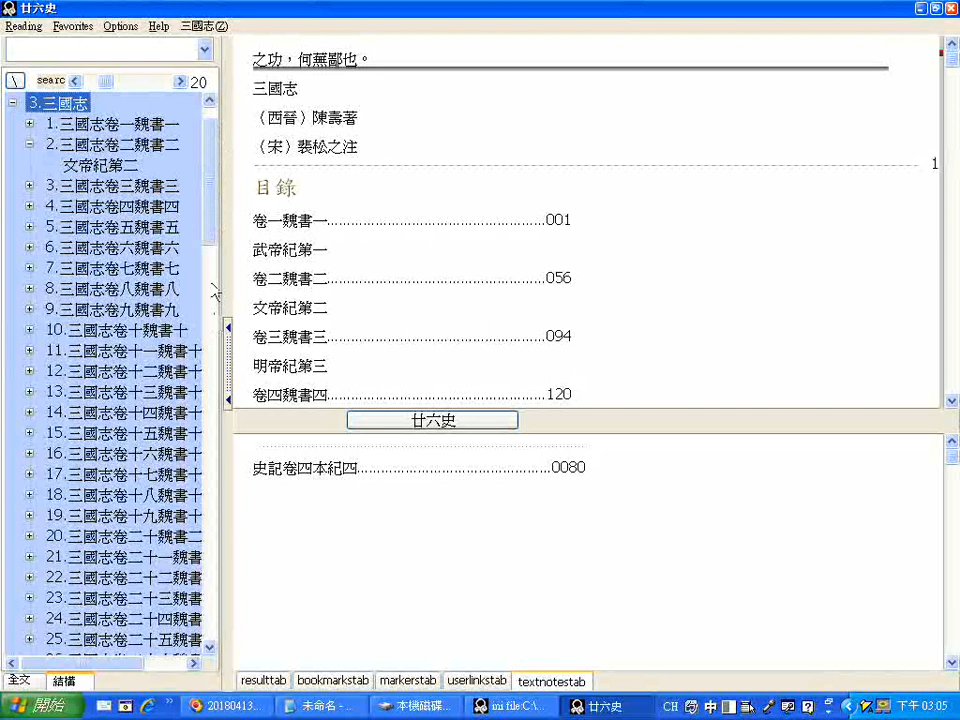 廿六史
Reading Favorites Options Help 三國志(Z)
searc 20
3.三國志
1.三國志卷一魏書一
2.三國志卷二魏書二
文帝紀第二
3.三國志卷三魏書三
4.三國志卷四魏書四
5.三國志卷五魏書五
6.三國志卷六魏書六
7.三國志卷七魏書七
8.三國志卷八魏書八
9.三國志卷九魏書九
10.三國志卷十魏書十
11.三國志卷十一魏書十
12.三國志卷十二魏書十
13.三國志卷十三魏書十
14.三國志卷十四魏書十
15.三國志卷十五魏書十
16.三國志卷十六魏書十
17.三國志卷十七魏書十
18.三國志卷十八魏書十
19.三國志卷十九魏書十
20.三國志卷二十魏書二
21.三國志卷二十一魏書
22.三國志卷二十二魏書
23.三國志卷二十三魏書
24.三國志卷二十四魏書
25.三國志卷二十五魏書
全文 結構
之功，何蕪鄙也。
三國志
（西晉）陳壽著
（宋）裴松之注
1
目錄
卷一魏書一......................................................001
武帝紀第一
卷二魏書二......................................................056
文帝紀第二
卷三魏書三......................................................094
明帝紀第三
卷四魏書四......................................................120
廿六史
史記卷四本紀四................................................0080
resulttab bookmarkstab markerstab userlinkstab textnotestab
開始 20180413... 未命名 - ... 本機磁碟... ini file:C:\... 廿六史 CH 中 下午 03:05